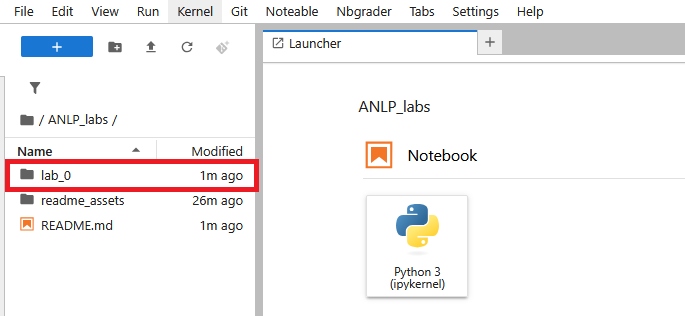 File Edit View Run Kernel Git Noteable Nbgrader Tabs Settings Help
+
Launcher +
/ ANLP_labs /
Name Modified
lab_0 1m ago
readme_assets 26m ago
README.md 1m ago
ANLP_labs
Notebook
Python 3
(ipykernel)